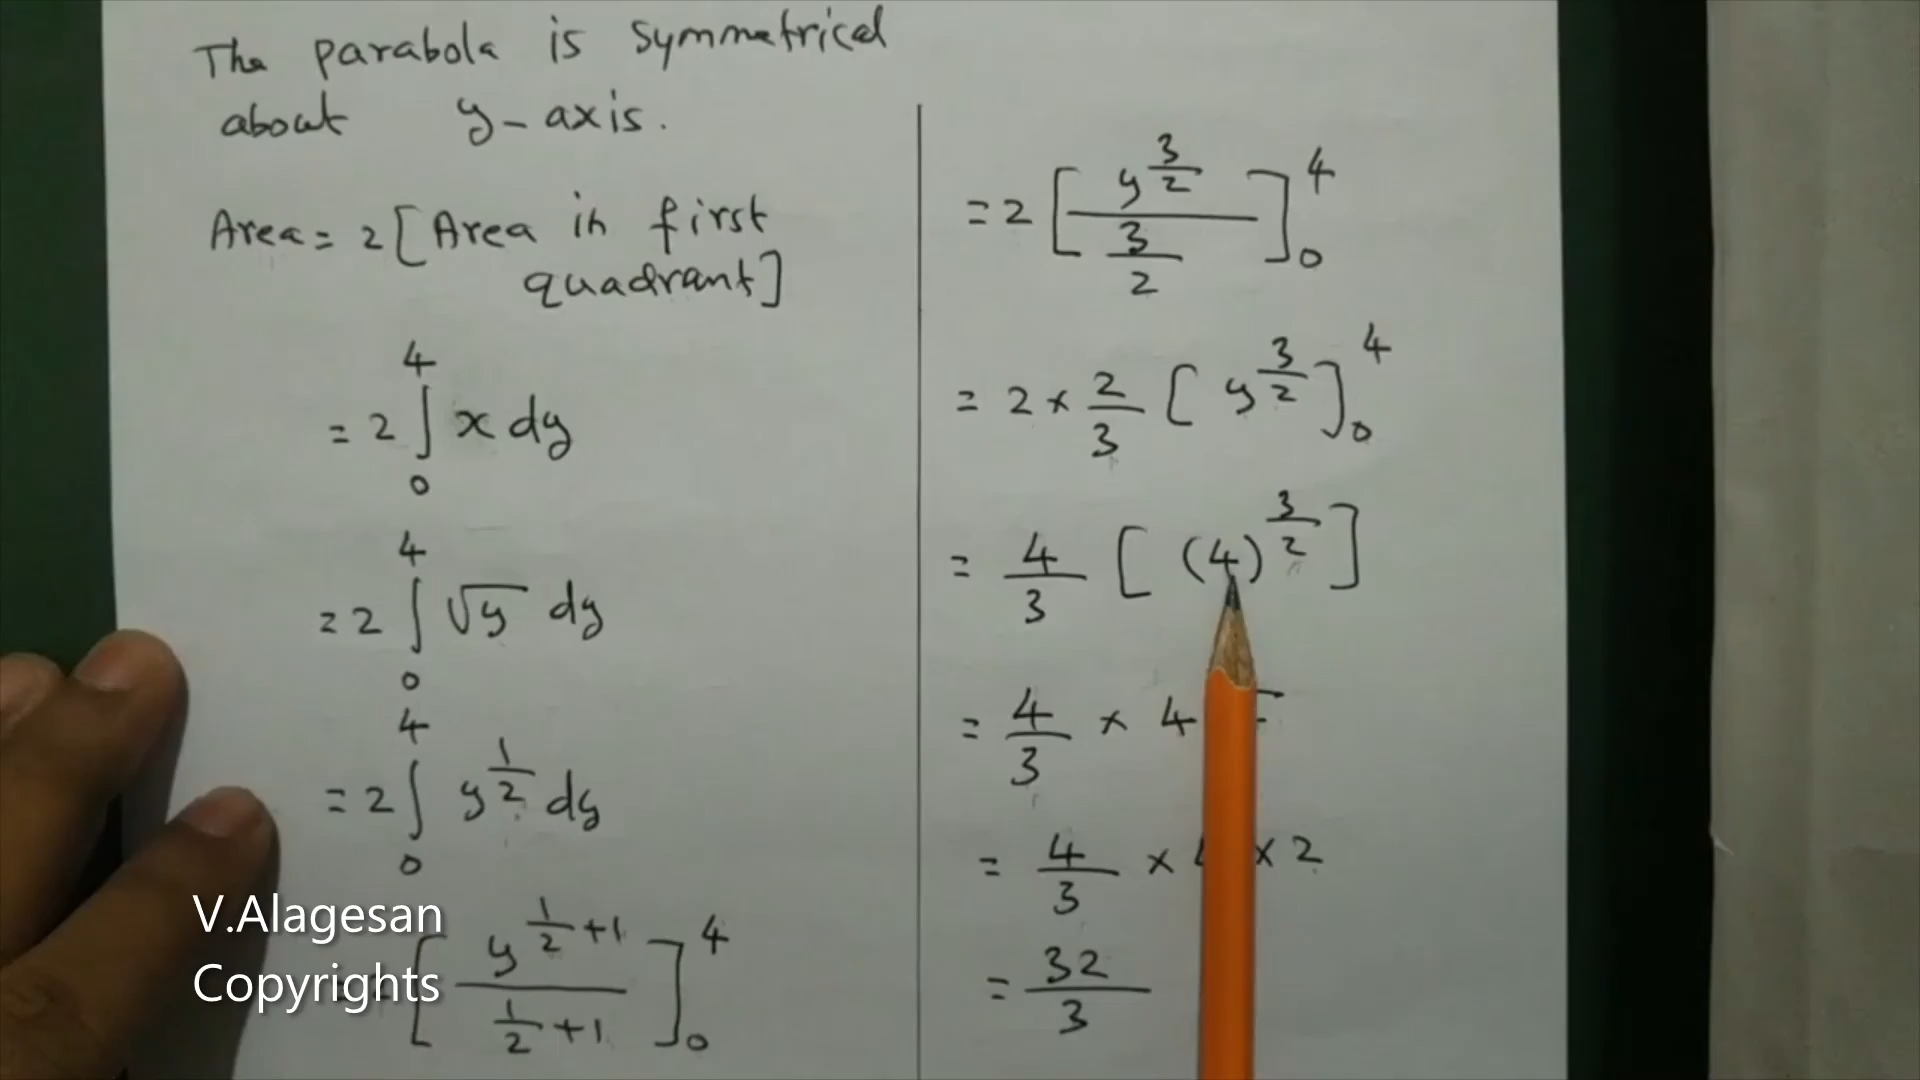 The parabola is symmetrical
about y-axis.
Area = 2 [Area in first
quadrant]
= 2 ∫₀⁴ x dy
= 2 ∫₀⁴ √y dy
= 2 ∫₀⁴ y^(1/2) dy
[ y^(1/2 + 1) / (1/2 + 1) ]₀⁴
= 2 [ y^(3/2) / (3/2) ]₀⁴
= 2 × 2/3 [ y^(3/2) ]₀⁴
= 4/3 [ (4)^(3/2) ]
= 4/3 × 4
= 4/3 × × 2
= 32/3
V.Alagesan
Copyrights